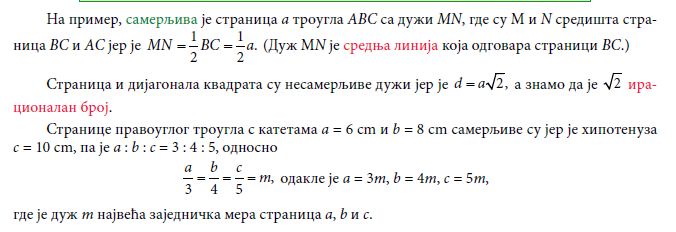 На пример, самерљива је страница a троугла ABC са дужи MN, где су M и N средишта стра-
ница BC и AC јер је MN = \frac{1}{2}BC = \frac{1}{2}a. (Дуж MN је средња линија која одговара страници BC.)
Страница и дијагонала квадрата су несамерљиве дужи јер је d = a√2, а знамо да је √2 ира-
ционалан број.
Странице правоуглог троугла с катетама a = 6 cm и b = 8 cm самерљиве су јер је хипотенуза
c = 10 cm, па је a : b : c = 3 : 4 : 5, односно
\frac{a}{3} = \frac{b}{4} = \frac{c}{5} = m, одакле је a = 3m, b = 4m, c = 5m,
где је дуж m највећа заједничка мера страница a, b и c.